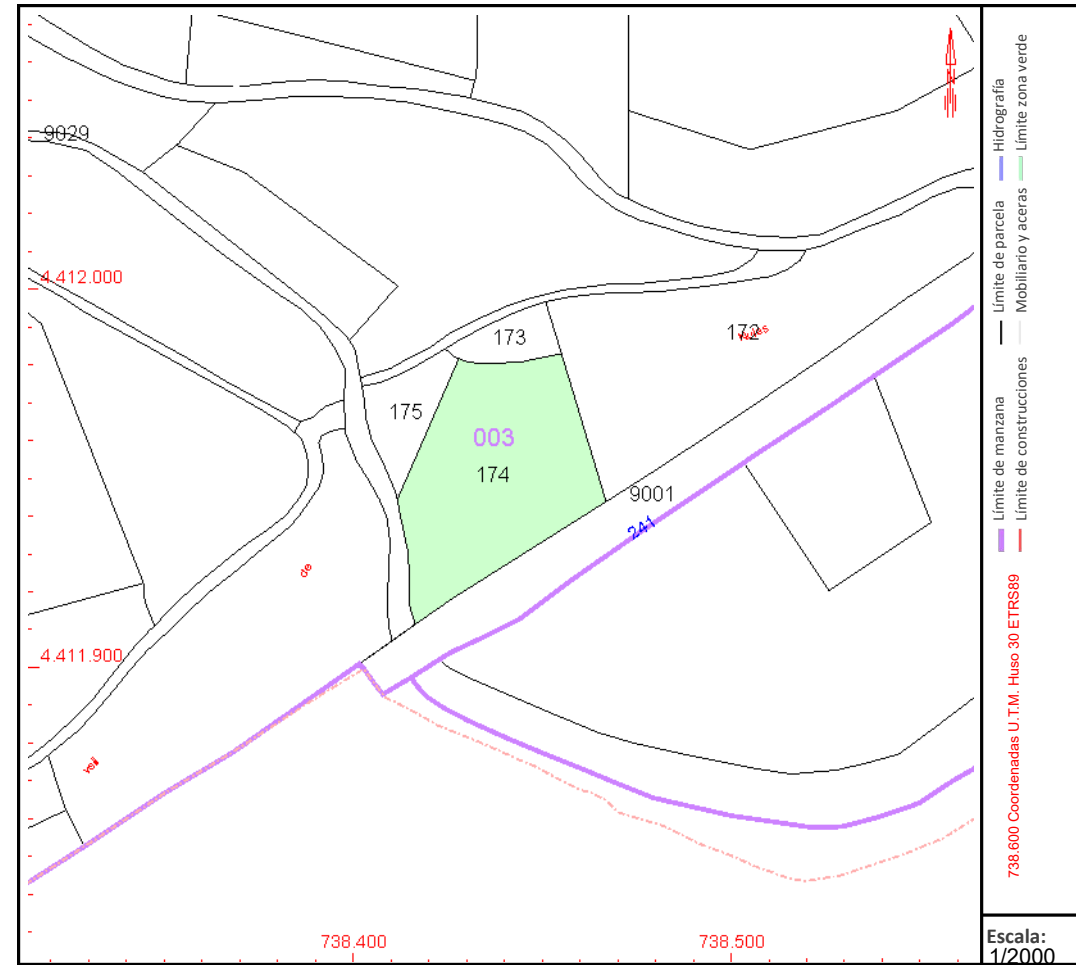 9029
4.412.000
173
172
Nules
175
003
174
9001
241
de
4.411.900
vell
738.400
738.500
Límite de manzana
Límite de parcela
Hidrografía
Límite de construcciones
Mobiliario y aceras
Límite zona verde
738.600 Coordenadas U.T.M. Huso 30 ETRS89
N
Escala:
1/2000